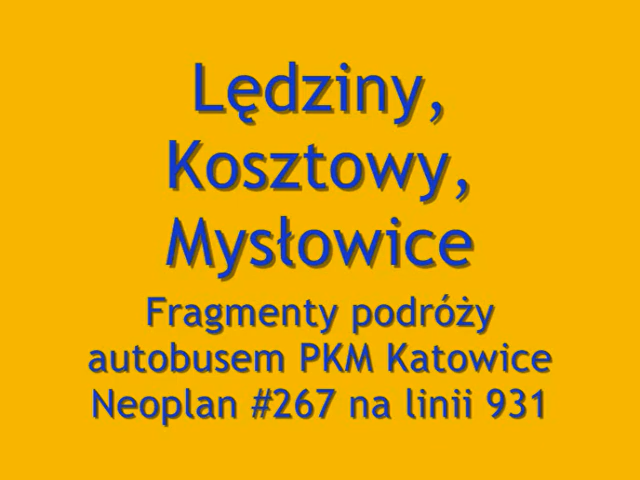 Lędziny,
Kosztowy,
Mysłowice
Fragmenty podróży
autobusem PKM Katowice
Neoplan #267 na linii 931